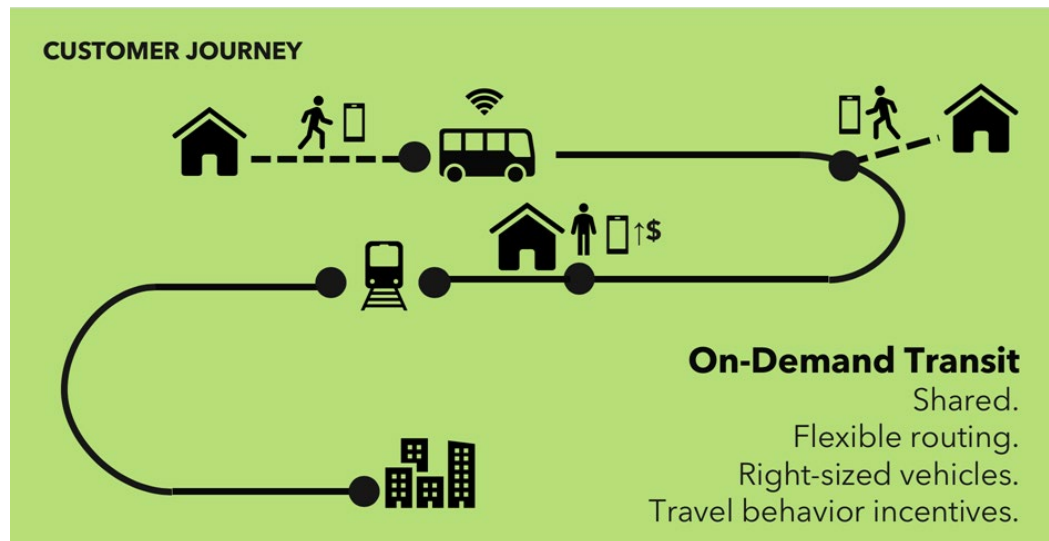 CUSTOMER JOURNEY
↑$
On-Demand Transit
Shared.
Flexible routing.
Right-sized vehicles.
Travel behavior incentives.